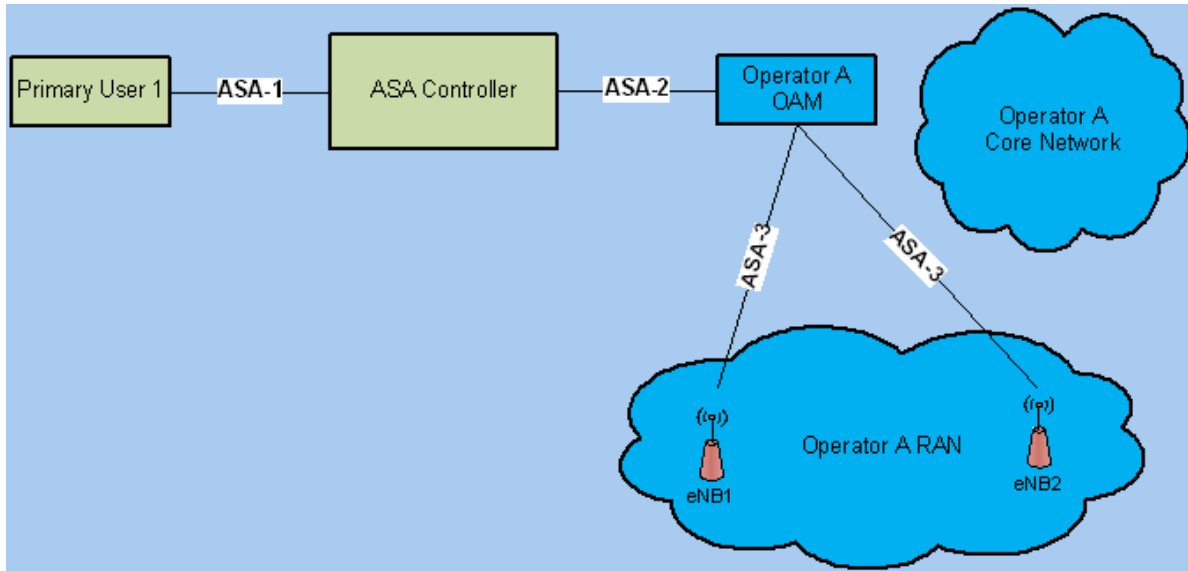 Primary User 1
ASA-1
ASA Controller
ASA-2
Operator A
OAM
Operator A
Core Network
ASA-3
ASA-3
Operator A RAN
eNB1
eNB2